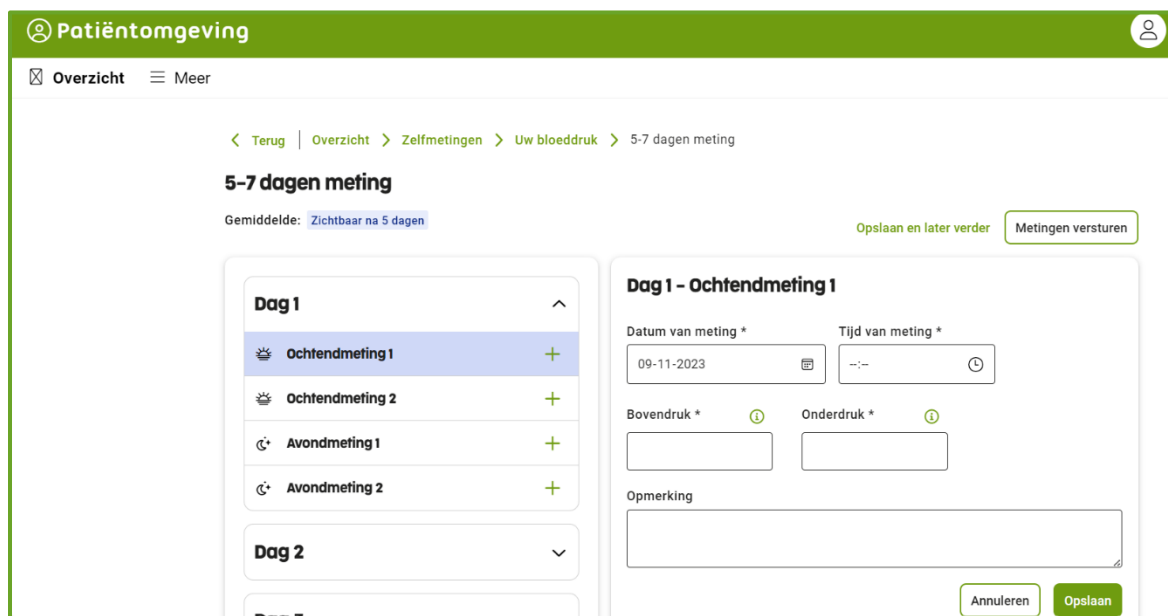 Patiëntomgeving
Overzicht Meer
Terug Overzicht Zelfmetingen Uw bloeddruk 5-7 dagen meting
5-7 dagen meting
Gemiddelde: Zichtbaar na 5 dagen
Opslaan en later verder Metingen versturen
Dag 1
Ochtendmeting 1
Ochtendmeting 2
Avondmeting 1
Avondmeting 2
Dag 2
Dag 1 - Ochtendmeting 1
Datum van meting * Tijd van meting *
09-11-2023 --:--
Bovendruk * Onderdruk *
Opmerking
Annuleren Opslaan